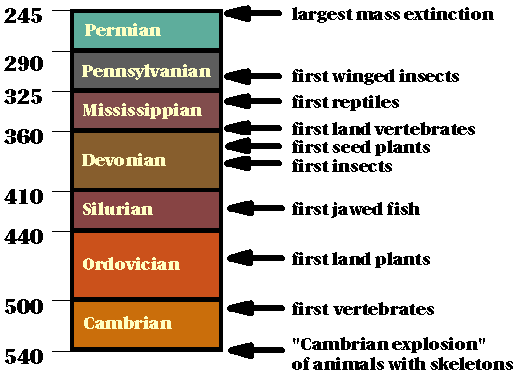 245
largest mass extinction
Permian
290
Pennsylvanian
first winged insects
325
first reptiles
Mississippian
first land vertebrates
360
first seed plants
Devonian
first insects
410
Silurian
first jawed fish
440
Ordovician
first land plants
500
first vertebrates
Cambrian
"Cambrian explosion"
540
of animals with skeletons